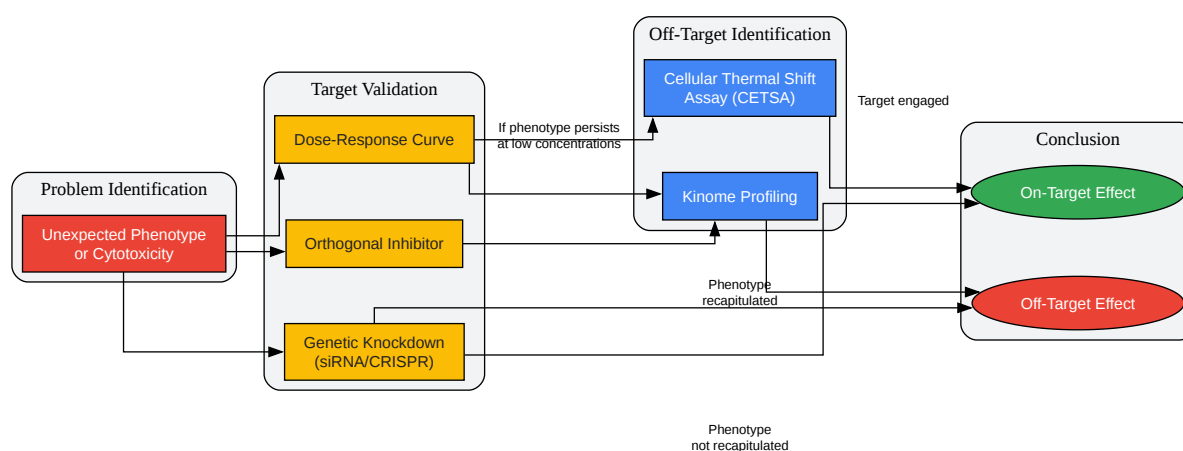 Problem Identification
Unexpected Phenotype
or Cytotoxicity
Target Validation
Dose-Response Curve
Orthogonal Inhibitor
Genetic Knockdown
(siRNA/CRISPR)
If phenotype persists
at low concentrations
Off-Target Identification
Cellular Thermal Shift
Assay (CETSA)
Kinome Profiling
Target engaged
Phenotype
recapitulated
Phenotype
not recapitulated
Conclusion
On-Target Effect
Off-Target Effect